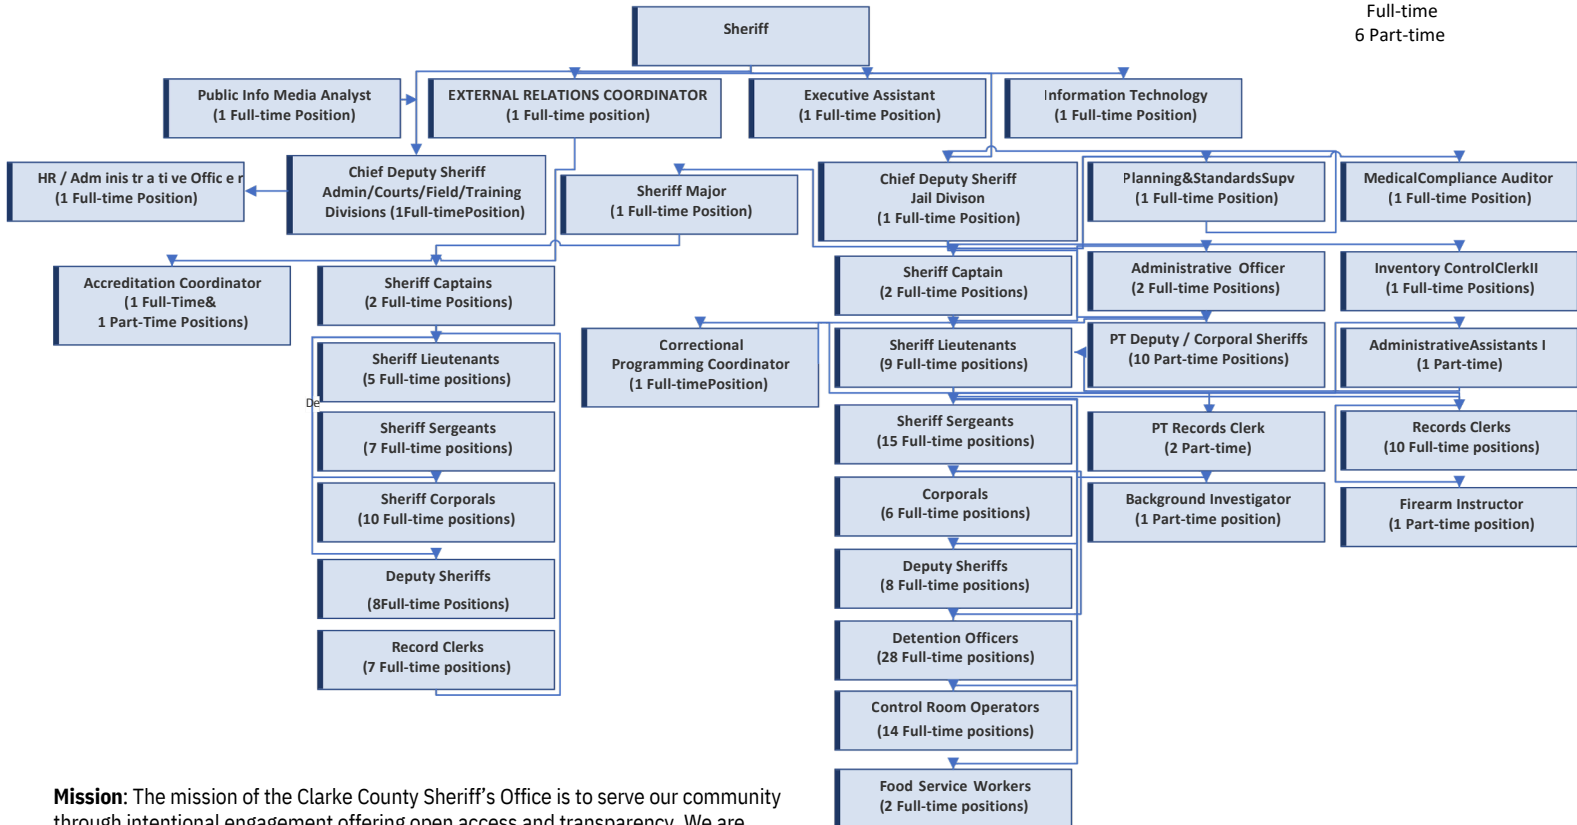 Full-time
6 Part-time
Sheriff
Public Info Media Analyst
(1 Full-time Position)
EXTERNAL RELATIONS COORDINATOR
(1 Full-time position)
Executive Assistant
(1 Full-time Position)
Information Technology
(1 Full-time Position)
HR / Adm inis tr a ti ve Offic e r
(1 Full-time Position)
Chief Deputy Sheriff
Admin/Courts/Field/Training
Divisions (1Full-timePosition)
Sheriff Major
(1 Full-time Position)
Chief Deputy Sheriff
Jail Divison
(1 Full-time Position)
Planning&StandardsSupv
(1 Full-time Position)
MedicalCompliance Auditor
(1 Full-time Position)
Accreditation Coordinator
(1 Full-Time&
1 Part-Time Positions)
Sheriff Captains
(2 Full-time Positions)
Sheriff Captain
(2 Full-time Positions)
Administrative Officer
(2 Full-time Positions)
Inventory ControlClerkII
(1 Full-time Positions)
Sheriff Lieutenants
(5 Full-time positions)
De
Correctional
Programming Coordinator
(1 Full-timePosition)
Sheriff Lieutenants
(9 Full-time positions)
PT Deputy / Corporal Sheriffs
(10 Part-time Positions)
AdministrativeAssistants I
(1 Part-time)
Sheriff Sergeants
(7 Full-time positions)
Sheriff Sergeants
(15 Full-time positions)
PT Records Clerk
(2 Part-time)
Records Clerks
(10 Full-time positions)
Sheriff Corporals
(10 Full-time positions)
Corporals
(6 Full-time positions)
Background Investigator
(1 Part-time position)
Firearm Instructor
(1 Part-time position)
Deputy Sheriffs
(8Full-time Positions)
Deputy Sheriffs
(8 Full-time positions)
Record Clerks
(7 Full-time positions)
Detention Officers
(28 Full-time positions)
Control Room Operators
(14 Full-time positions)
Food Service Workers
(2 Full-time positions)
Mission: The mission of the Clarke County Sheriff's Office is to serve our community
through intentional engagement offering open access and transparency. We are